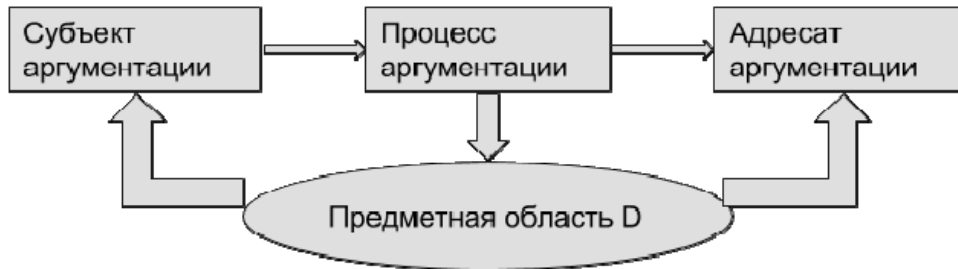 Субъект
аргументации
Процесс
аргументации
Адресат
аргументации
Предметная область D